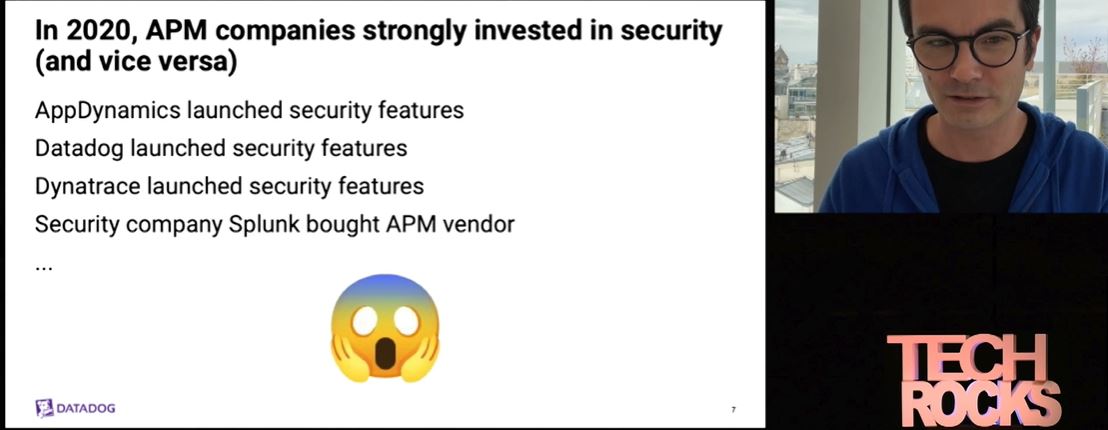 In 2020, APM companies strongly invested in security
(and vice versa)
AppDynamics launched security features
Datadog launched security features
Dynatrace launched security features
Security company Splunk bought APM vendor
...
DATADOG
7
TECH
ROCKS